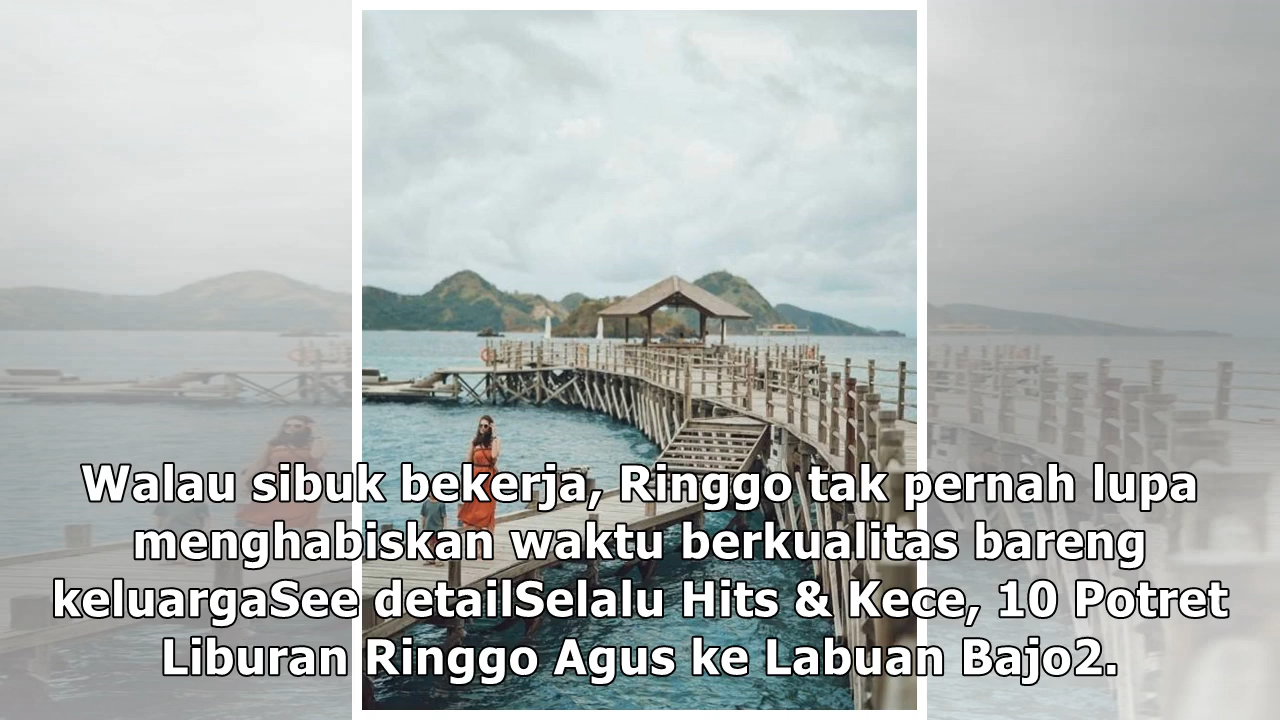 Walau sibuk bekerja, Ringgo tak pernah lupa
menghabiskan waktu berkualitas bareng
keluargaSee detailSelalu Hits & Kece, 10 Potret
Liburan Ringgo Agus ke Labuan Bajo2.